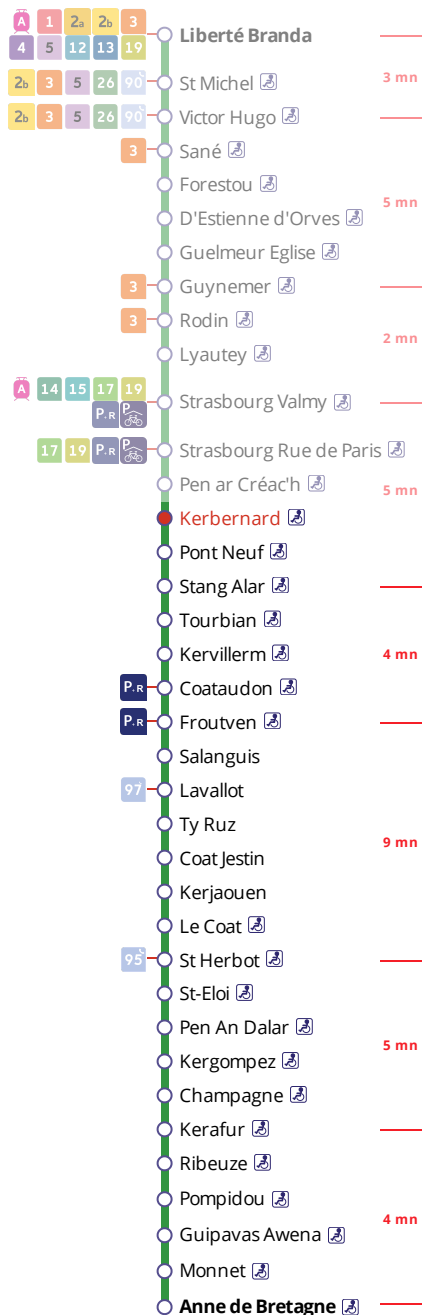 A 1 2a 2b 3
4 5 12 13 19
Liberté Branda
2b 3 5 26 90
St Michel
3 mn
2b 3 5 26 90
Victor Hugo
3
Sané
Forestou
5 mn
D'Estienne d'Orves
Guelmeur Eglise
3
Guynemer
3
Rodin
2 mn
Lyautey
A 14 15 17 19
P+R P
Strasbourg Valmy
17 19 P+R P
Strasbourg Rue de Paris
Pen ar Créac'h
5 mn
Kerbernard
Pont Neuf
Stang Alar
Tourbian
Kervillerm
4 mn
P+R
Coataudon
P+R
Froutven
Salanguis
97
Lavallot
Ty Ruz
9 mn
Coat Jestin
Kerjaouen
Le Coat
95
St Herbot
St-Eloi
Pen An Dalar
5 mn
Kergompez
Champagne
Kerafur
Ribeuze
Pompidou
4 mn
Guipavas Awena
Monnet
Anne de Bretagne